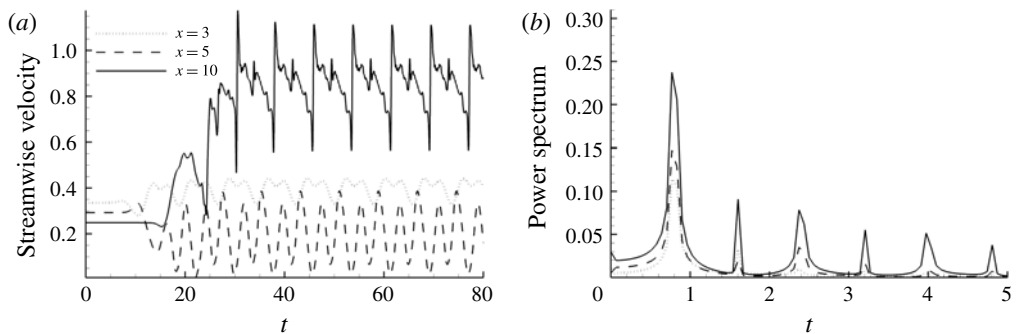 (a)
Streamwise velocity
1.0
0.8
0.6
0.4
0.2
x = 3
x = 5
x = 10
0 20 40 60 80
t
(b)
Power spectrum
0.30
0.25
0.20
0.15
0.10
0.05
0 1 2 3 4 5
t